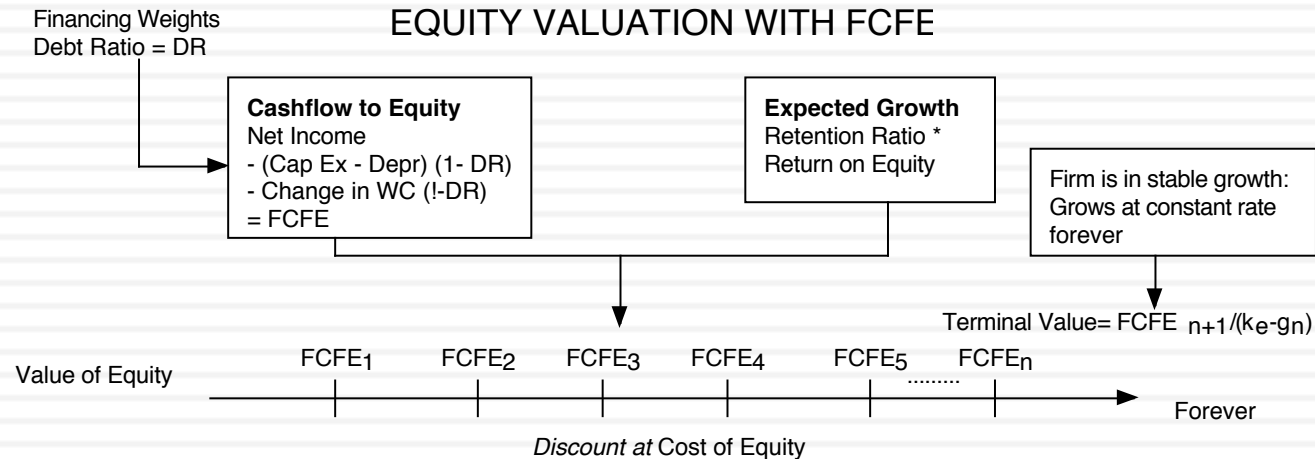 Financing Weights
Debt Ratio = DR
EQUITY VALUATION WITH FCFE
Cashflow to Equity
Net Income
- (Cap Ex - Depr) (1- DR)
- Change in WC (!-DR)
= FCFE
Expected Growth
Retention Ratio *
Return on Equity
Firm is in stable growth:
Grows at constant rate
forever
Terminal Value= FCFE n+1/(ke-gn)
FCFE1 FCFE2 FCFE3 FCFE4 FCFE5 ......... FCFEn
Value of Equity
Forever
Discount at Cost of Equity